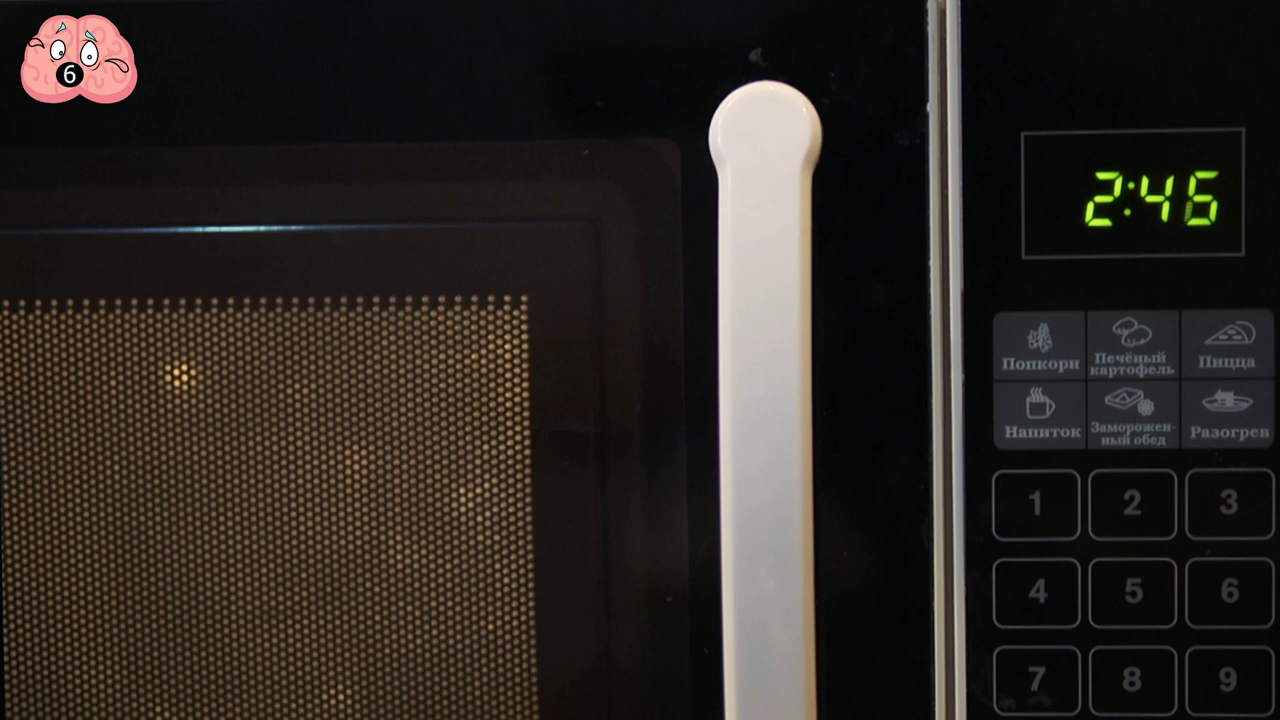 6
2:46
Попкорн
Печёный
картофель
Пицца
Напиток
Заморожен-
ный обед
Разогрев
1 2 3
4 5 6
7 8 9